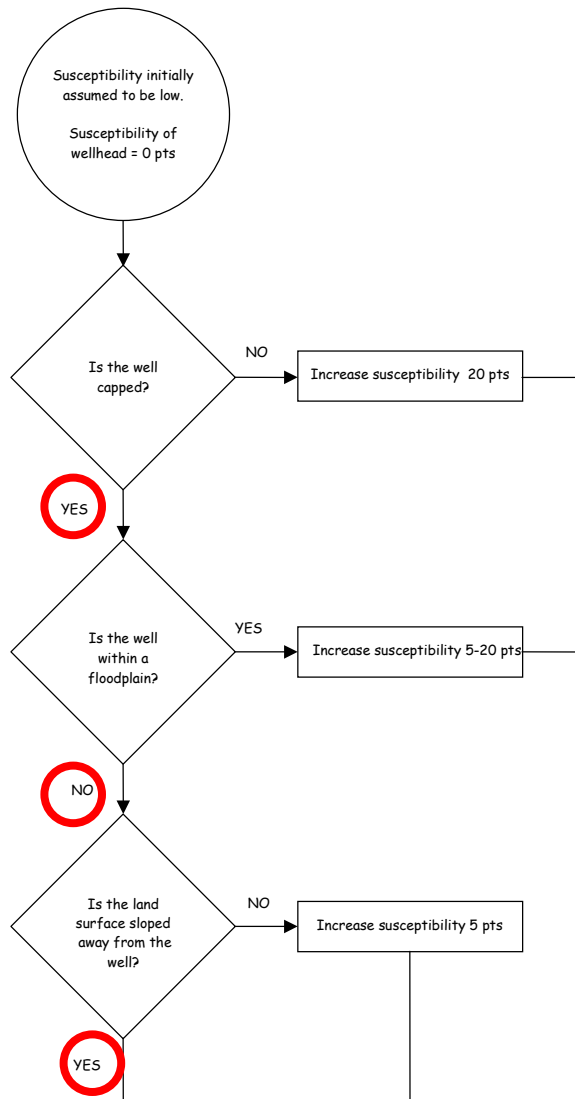 Susceptibility initially
assumed to be low.
Susceptibility of
wellhead = 0 pts
Is the well
capped?
NO
Increase susceptibility 20 pts
YES
Is the well
within a
floodplain?
YES
Increase susceptibility 5-20 pts
NO
Is the land
surface sloped
away from the
well?
NO
Increase susceptibility 5 pts
YES